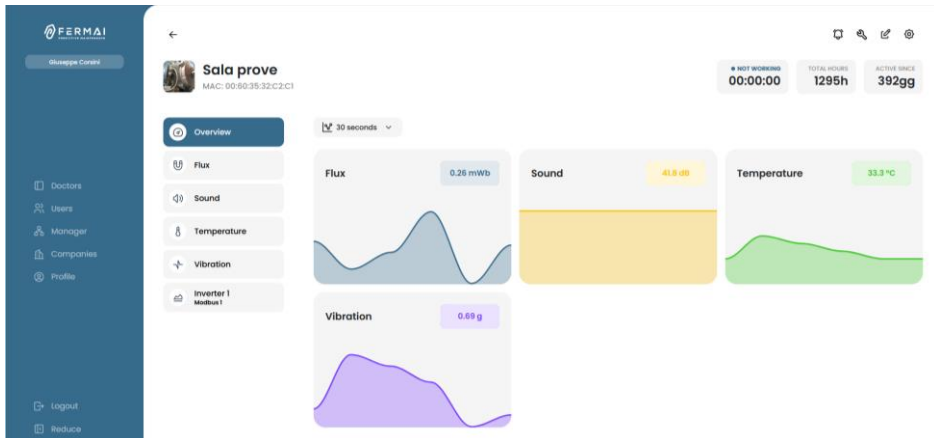 FERMAI
Giuseppe Corsini
Doctors
Users
Manager
Companies
Profile
Logout
Reduce
Sala prove
MAC: 00:60:35:32:C2:C1
NOT WORKING
00:00:00
TOTAL HOURS
1295h
ACTIVE SINCE
392gg
Overview
Flux
Sound
Temperature
Vibration
Inverter 1
Modbus 1
30 seconds
Flux
0.26 mWb
Sound
41.8 dB
Temperature
33.3 °C
Vibration
0.69 g